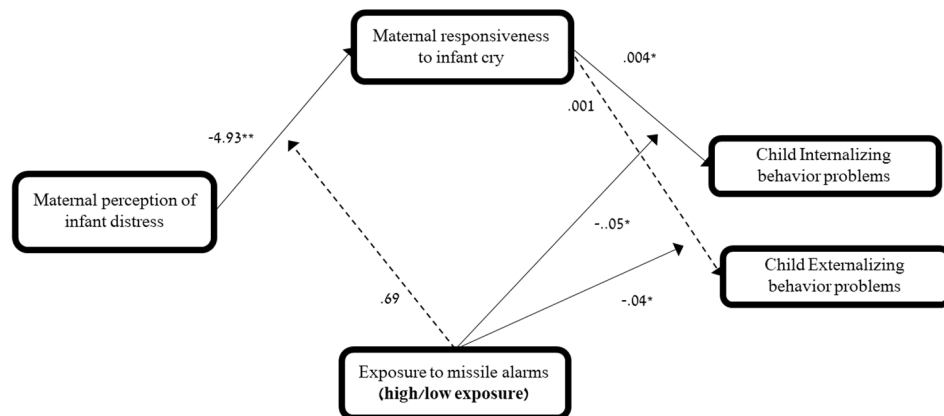 Maternal responsiveness
to infant cry
.004*
.001
-4.93**
Child Internalizing
behavior problems
Maternal perception of
infant distress
-.05*
Child Externalizing
behavior problems
-.04*
.69
Exposure to missile alarms
(high/low exposure)